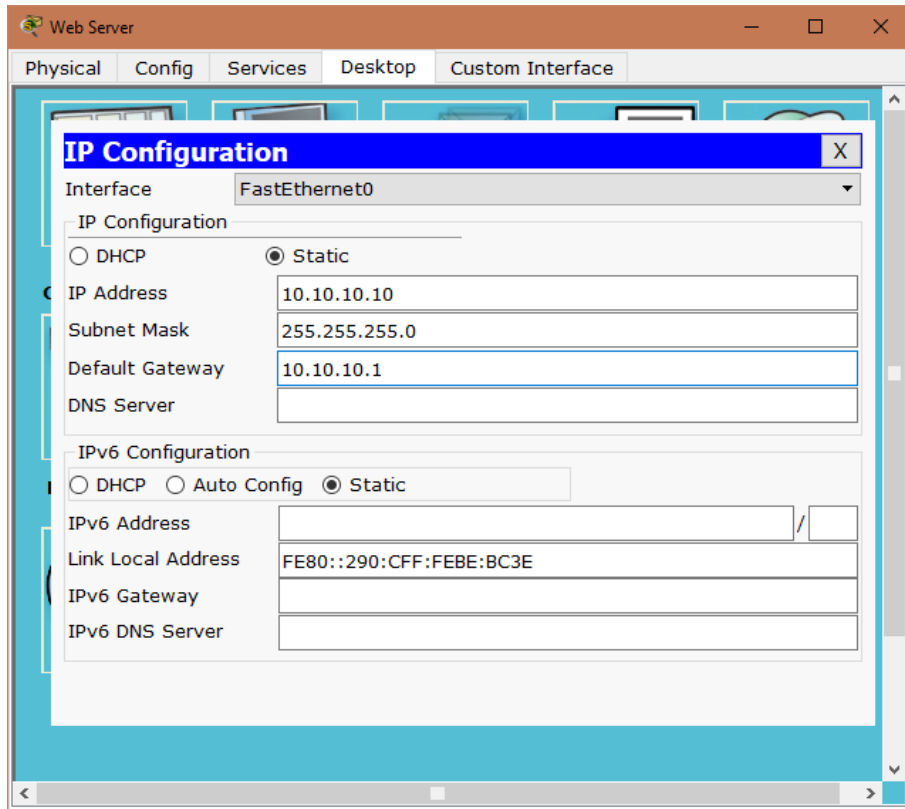 Web Server
Physical Config Services Desktop Custom Interface
IP Configuration X
Interface FastEthernet0
IP Configuration
DHCP Static
IP Address 10.10.10.10
Subnet Mask 255.255.255.0
Default Gateway 10.10.10.1
DNS Server
IPv6 Configuration
DHCP Auto Config Static
IPv6 Address /
Link Local Address FE80::290:CFF:FEBE:BC3E
IPv6 Gateway
IPv6 DNS Server